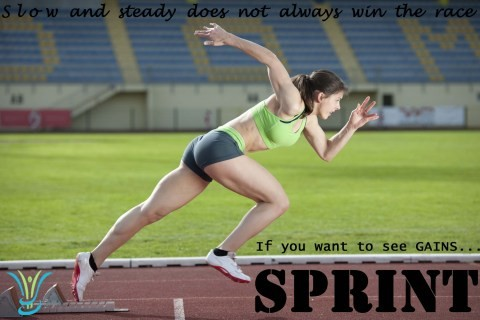 Slow and steady does not always win the race
If you want to see GAINS...
SPRINT